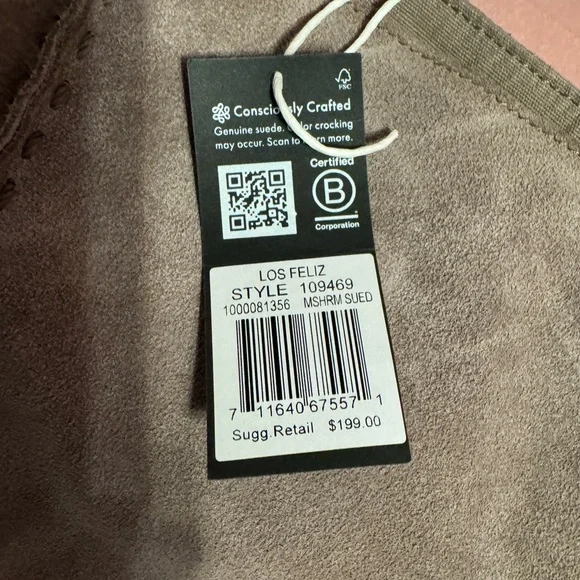 FSC
Consciously Crafted
Genuine suede. Color crocking
may occur. Scan to learn more.
Certified
B
Corporation
LOS FELIZ
STYLE 109469
1000081356 MSHRM SUED
7 11640 67557 1
Sugg.Retail $199.00